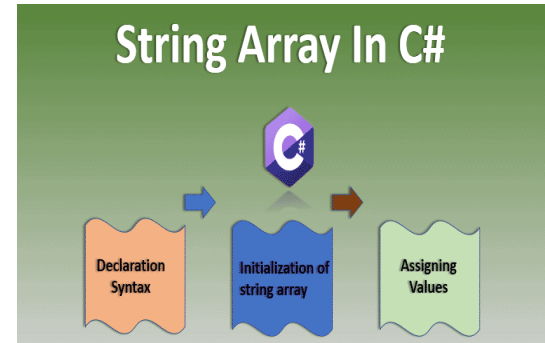 String Array In C#
C#
Declaration
Syntax
Initialization of
string array
Assigning
Values